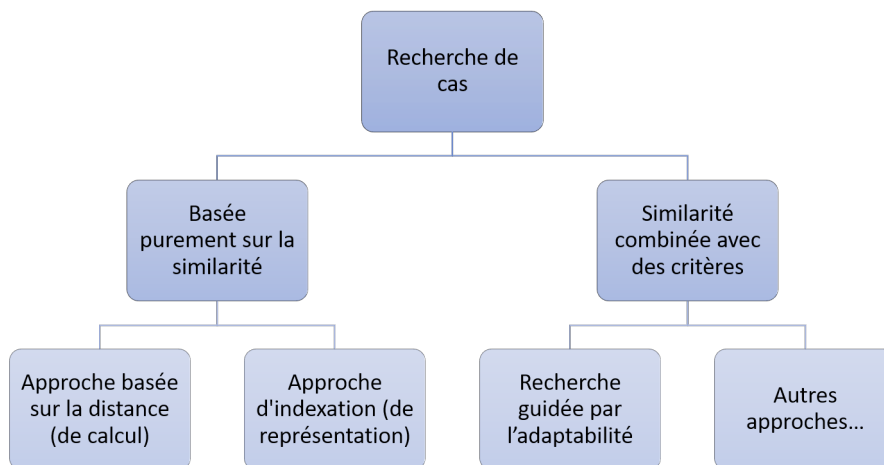 Recherche de
cas
Basée
purement sur la
similarité
Similarité
combinée avec
des critères
Approche basée
sur la distance
(de calcul)
Approche
d'indexation (de
représentation)
Recherche
guidée par
l’adaptabilité
Autres
approches...